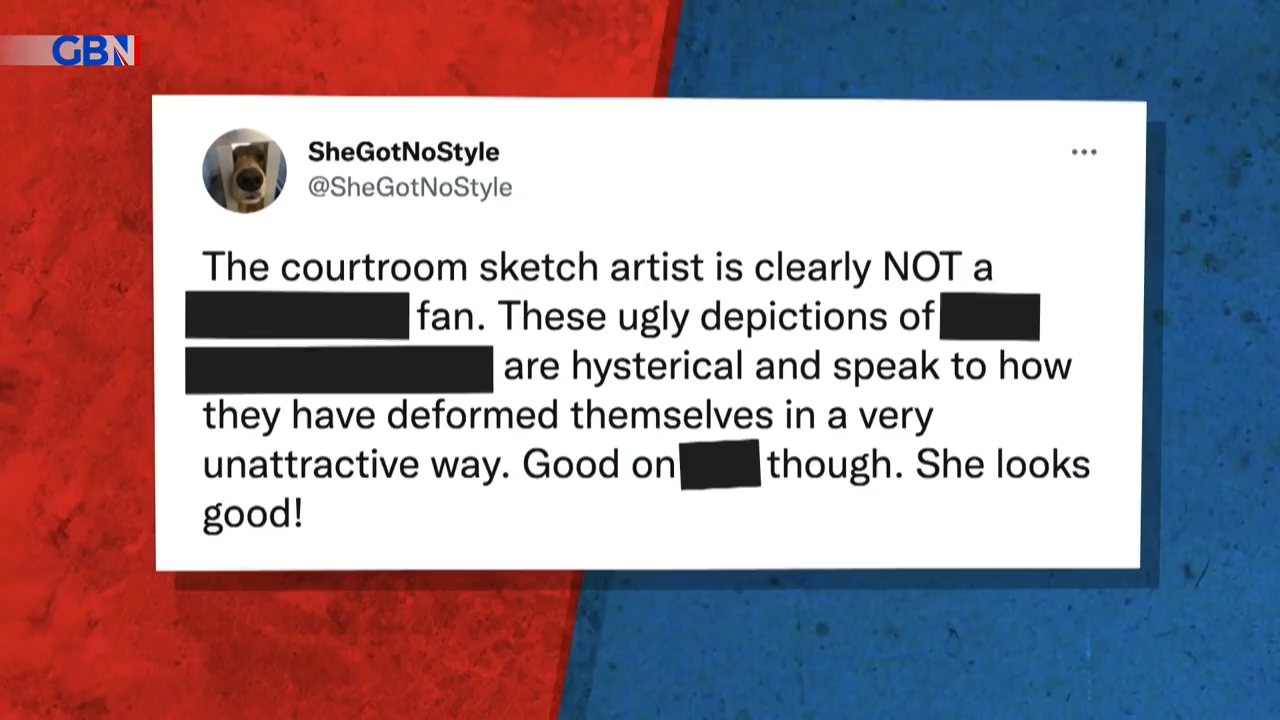 GBN
SheGotNoStyle
@SheGotNoStyle
The courtroom sketch artist is clearly NOT a
fan. These ugly depictions of
are hysterical and speak to how
they have deformed themselves in a very
unattractive way. Good on though. She looks
good!